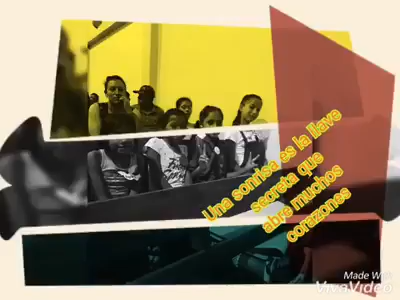 Una sonrisa es la llave
secreta que
abre muchos
corazones
Made With
VivaVideo